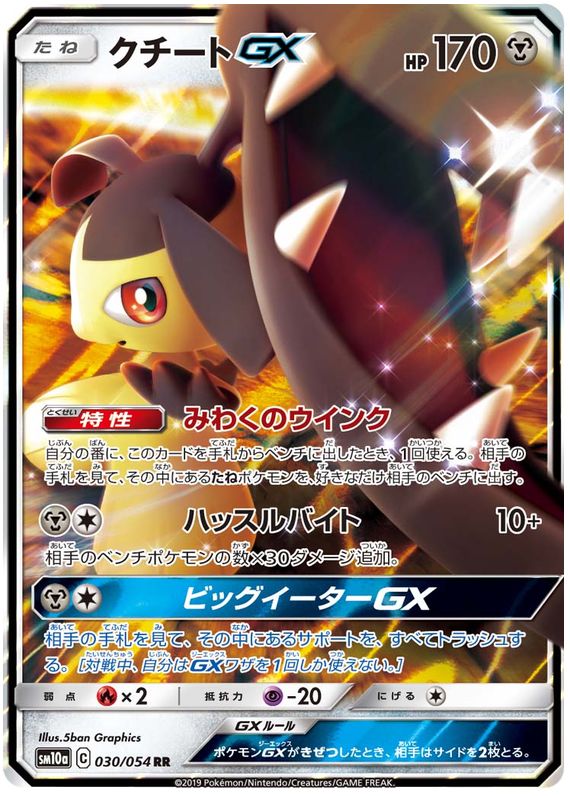 たね クチートGX HP170
とくせい
特性 みわくのウインク
自分の番に、このカードを手札からベンチに出したとき、1回使える。相手の
手札を見て、その中にあるたねポケモンを、好きなだけ相手のベンチに出す。
ハッスルバイト 10+
相手のベンチポケモンの数×30ダメージ追加。
ビッグイーターGX
相手の手札を見て、その中にあるサポートを、すべてトラッシュす
る。[対戦中、自分はGXワザを1回しか使えない。]
弱点 ×2 抵抗力 -20 にげる
Illus.5ban Graphics
GXルール
sm10a C 030/054 RR
ポケモンGXがきぜつしたとき、相手はサイドを2枚とる。
©2019 Pokémon/Nintendo/Creatures/GAME FREAK.